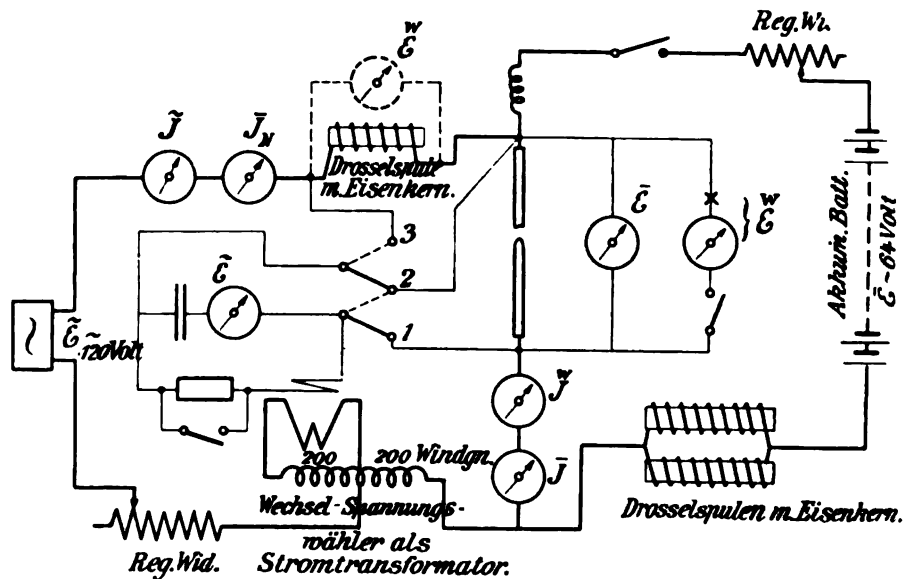 Reg.Wi.
w
Ɛ
J̃
J̄N
Drosselspule
m.Eisenkern.
3
2
1
Ɛ̃
Ɛ̄
w
Ɛ
Akkum.Batt.
Ɛ̄-64Volt
Ɛ̃ ~120Volt
w
J
J̄
200
200 Windgn.
Wechsel-Spannungs-
wähler als
Stromtransformator.
Reg.Wid.
Drosselspulen m.Eisenkern.